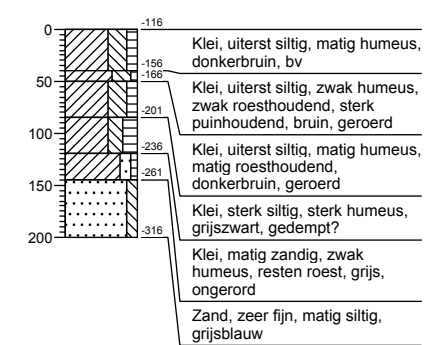 0
50
100
150
200
-116
-156
-166
-201
-236
-261
-316
Klei, uiterst siltig, matig humeus,
donkerbruin, bv
Klei, uiterst siltig, zwak humeus,
zwak roesthoudend, sterk
puinhoudend, bruin, geroerd
Klei, uiterst siltig, matig humeus,
matig roesthoudend,
donkerbruin, geroerd
Klei, sterk siltig, sterk humeus,
grijszwart, gedempt?
Klei, matig zandig, zwak
humeus, resten roest, grijs,
ongerord
Zand, zeer fijn, matig siltig,
grijsblauw